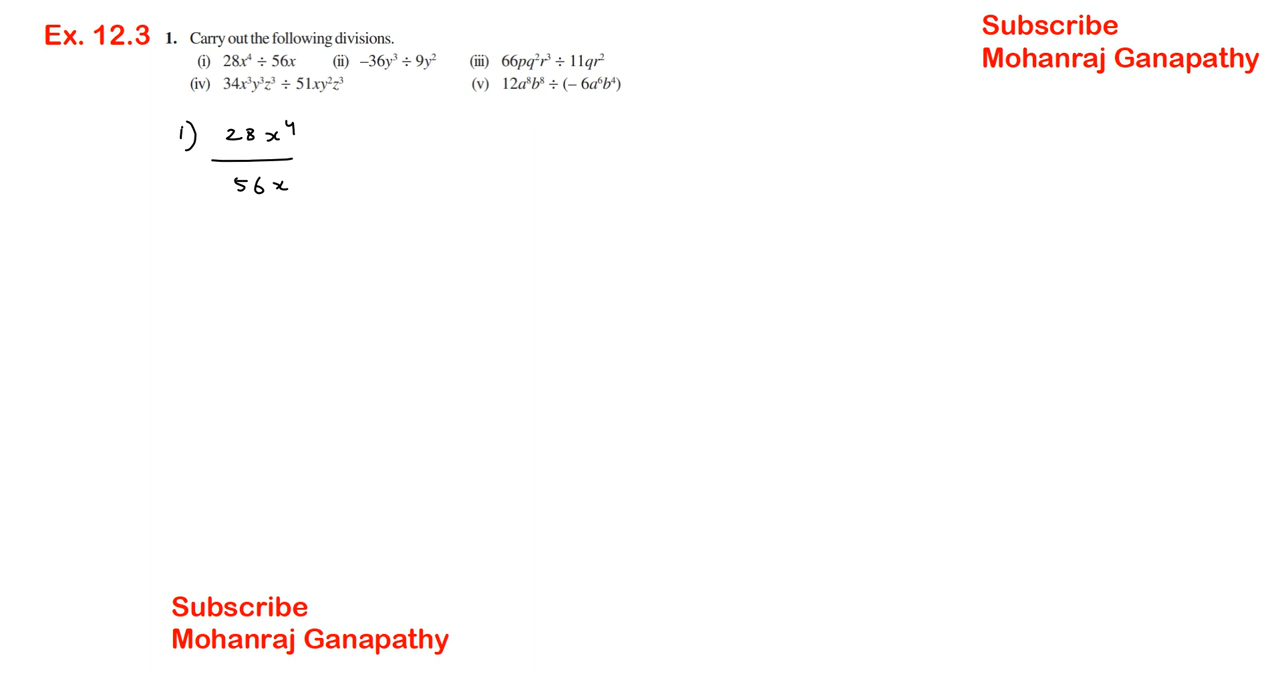 Ex. 12.3 1. Carry out the following divisions.
(i) 28x⁴ ÷ 56x (ii) –36y³ ÷ 9y² (iii) 66pq²r³ ÷ 11qr²
(iv) 34x³y³z³ ÷ 51xy²z³ (v) 12a⁸b⁸ ÷ (– 6a⁶b⁴)
Subscribe
Mohanraj Ganapathy
1) 28x⁴
56x
Subscribe
Mohanraj Ganapathy